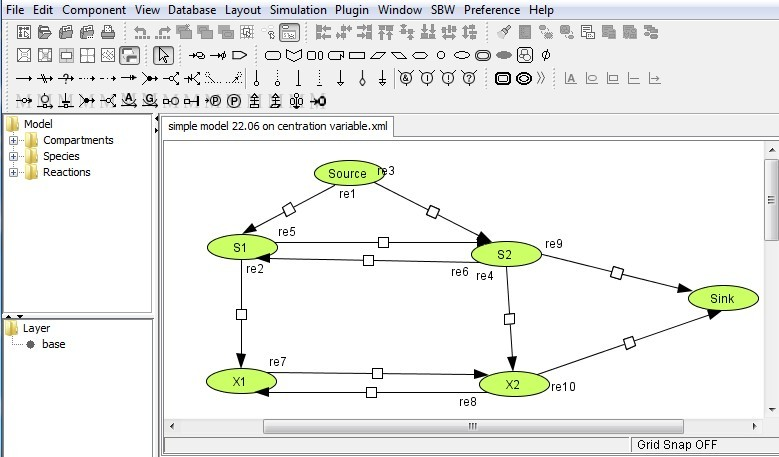 File Edit Component View Database Layout Simulation Plugin Window SBW Preference Help
Model
Compartments
Species
Reactions
Layer
base
simple model 22.06 on centration variable.xml
Source
re3
re1
re5
S1
S2
re9
re2
re6
re4
Sink
re7
X1
X2
re10
re8
Grid Snap OFF